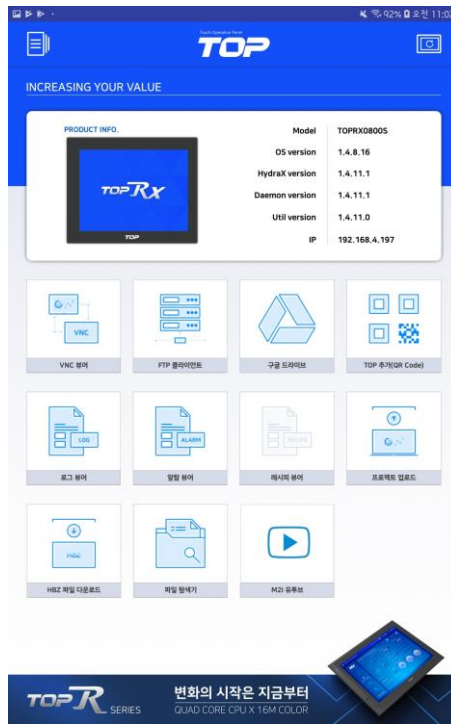 92% 오전 11:03
Touch Operation Panel
TOP
INCREASING YOUR VALUE
PRODUCT INFO.
TOP Rx
TOP
Model TOPRX0800S
OS version 1.4.8.16
HydraX version 1.4.11.1
Daemon version 1.4.11.1
Util version 1.4.11.0
IP 192.168.4.197
VNC
VNC 뷰어
FTP 클라이언트
구글 드라이브
TOP 추가(QR Code)
LOG
로그 뷰어
ALARM
알람 뷰어
RECIPE
레시피 뷰어
프로젝트 업로드
HBZ
HBZ 파일 다운로드
파일 탐색기
M2I 유튜브
TOP R SERIES
변화의 시작은 지금부터
QUAD CORE CPU X 16M COLOR